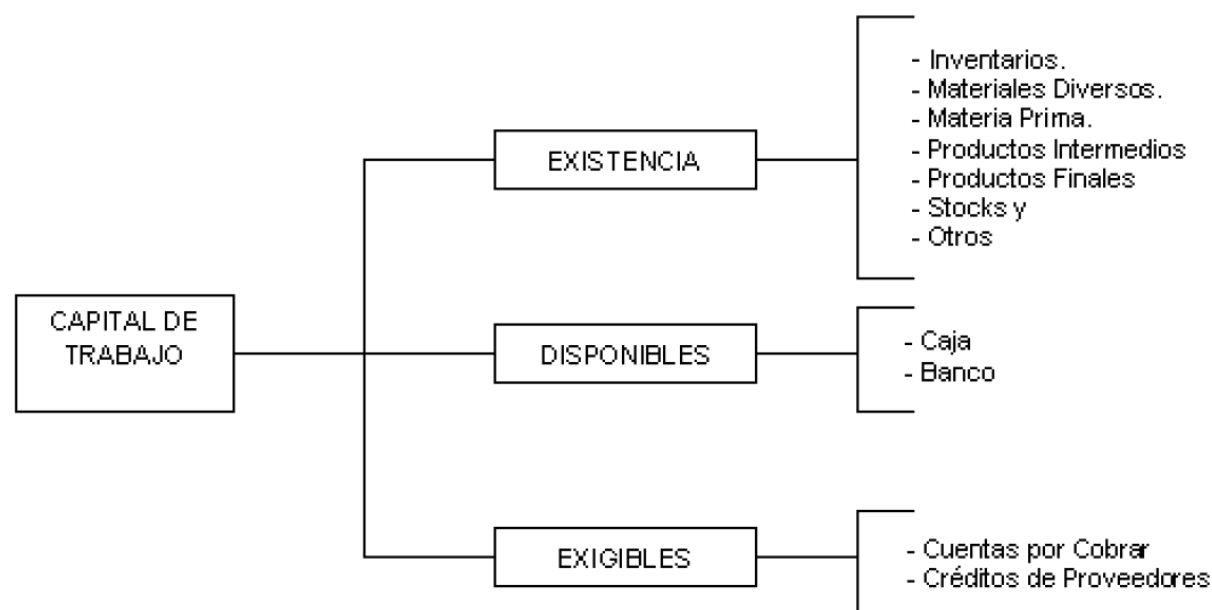 CAPITAL DE
TRABAJO
EXISTENCIA
- Inventarios.
- Materiales Diversos.
- Materia Prima.
- Productos Intermedios
- Productos Finales
- Stocks y
- Otros
DISPONIBLES
- Caja
- Banco
EXIGIBLES
- Cuentas por Cobrar
- Créditos de Proveedores